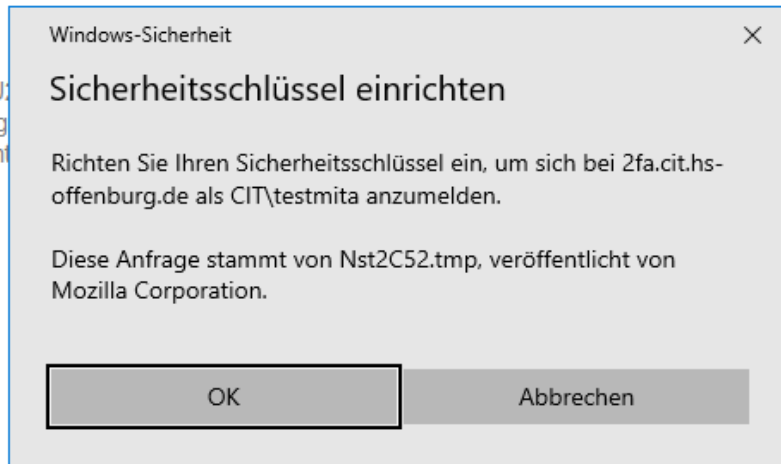 Windows-Sicherheit
Sicherheitsschlüssel einrichten
Richten Sie Ihren Sicherheitsschlüssel ein, um sich bei 2fa.cit.hs-
offenburg.de als CIT\testmita anzumelden.
Diese Anfrage stammt von Nst2C52.tmp, veröffentlicht von
Mozilla Corporation.
OK Abbrechen